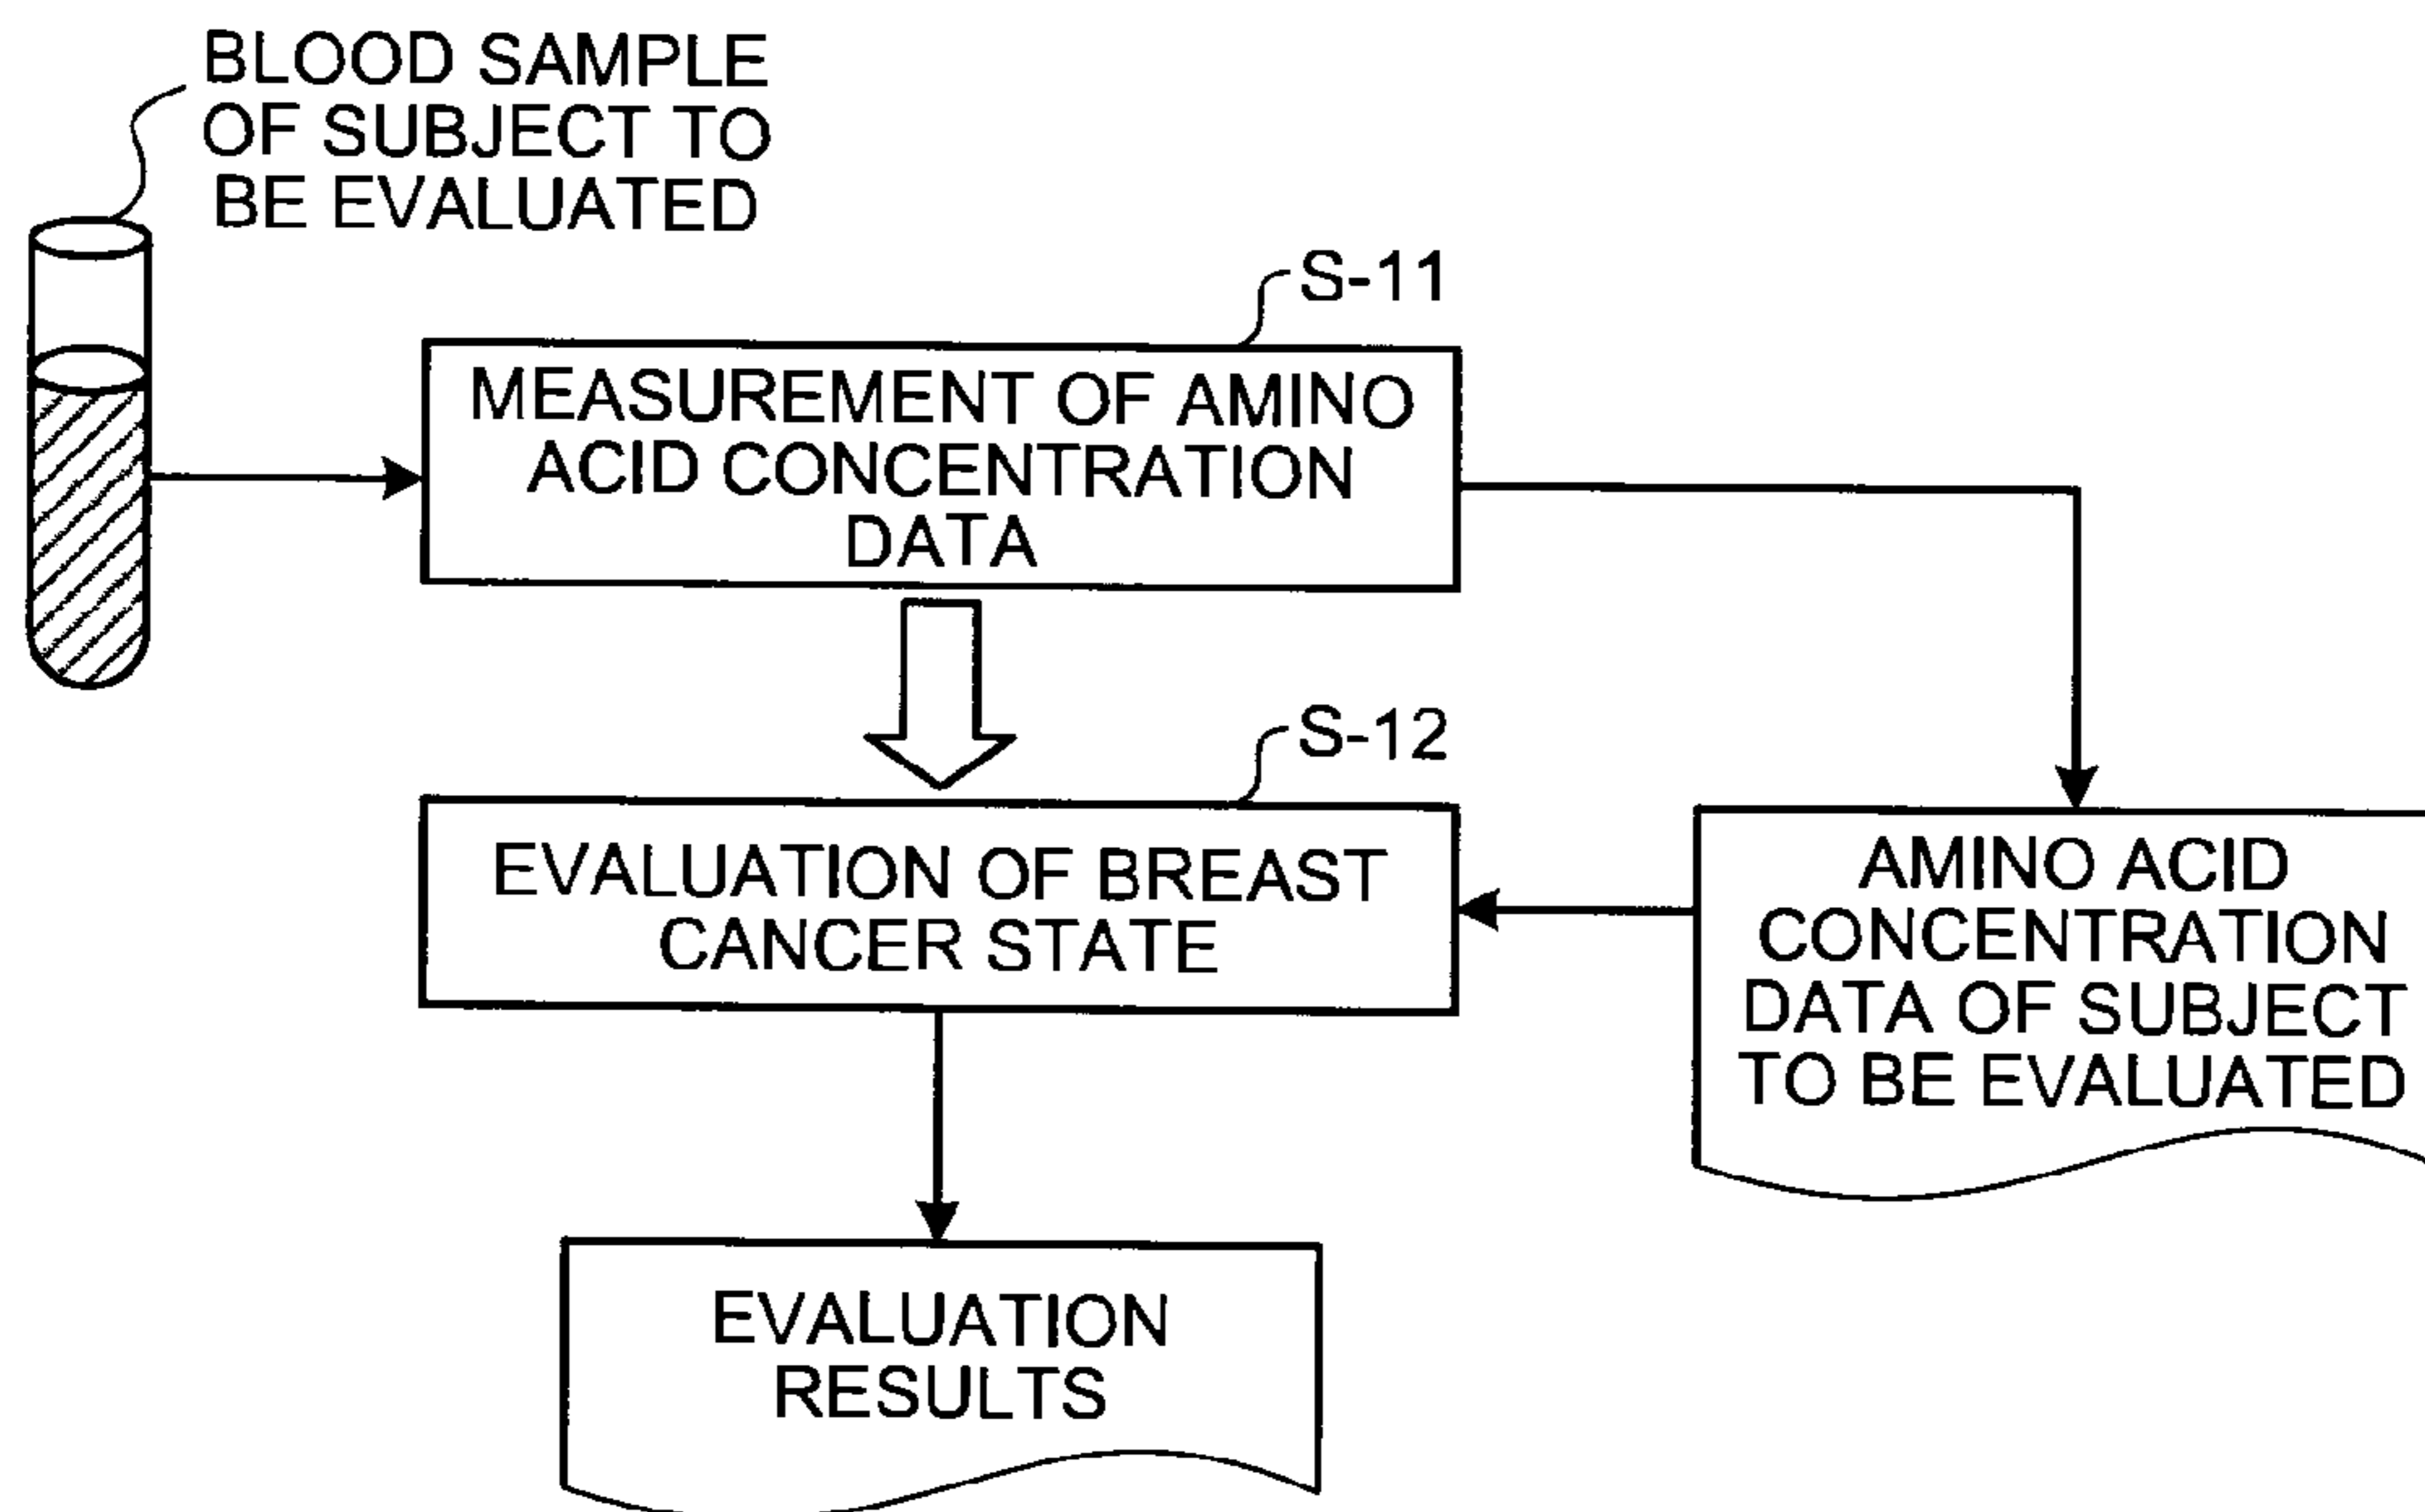 BLOOD SAMPLE
OF SUBJECT TO
BE EVALUATED
S-11
MEASUREMENT OF AMINO
ACID CONCENTRATION
DATA
S-12
EVALUATION OF BREAST
CANCER STATE
AMINO ACID
CONCENTRATION
DATA OF SUBJECT
TO BE EVALUATED
EVALUATION
RESULTS